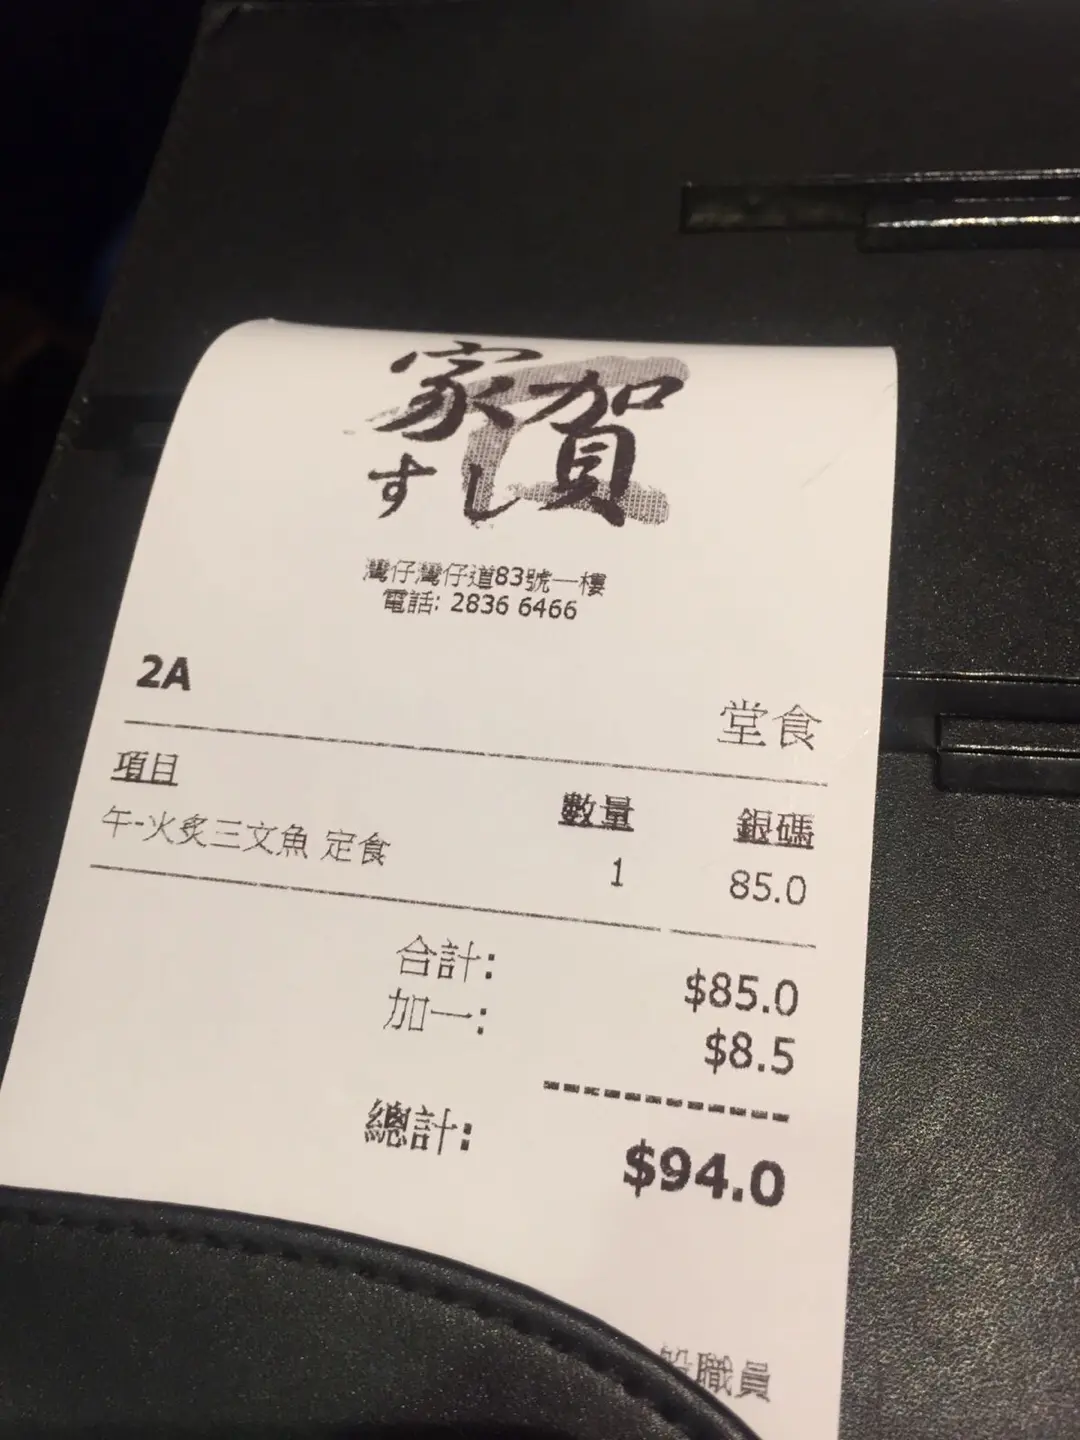 家賀
すし
灣仔灣仔道83號一樓
電話: 2836 6466
2A
堂食
項目 數量 銀碼
午-火炙三文魚 定食 1 85.0
合計: $85.0
加一: $8.5
總計: $94.0
職員